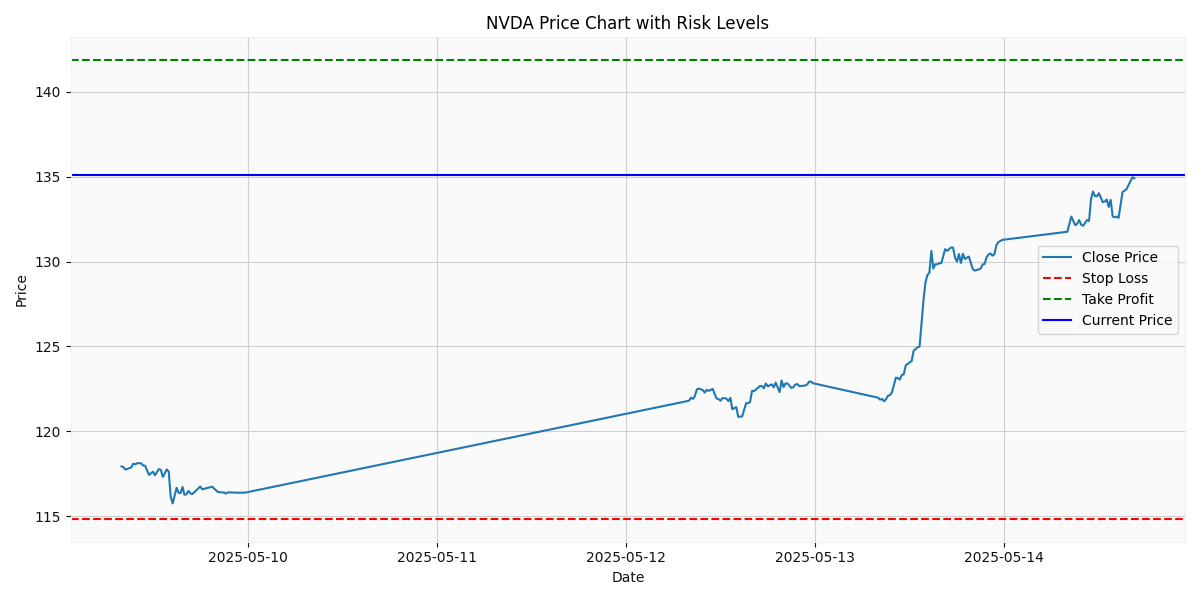 NVDA Price Chart with Risk Levels
Price
140
135
130
125
120
115
Close Price
Stop Loss
Take Profit
Current Price
2025-05-10
2025-05-11
2025-05-12
2025-05-13
2025-05-14
Date